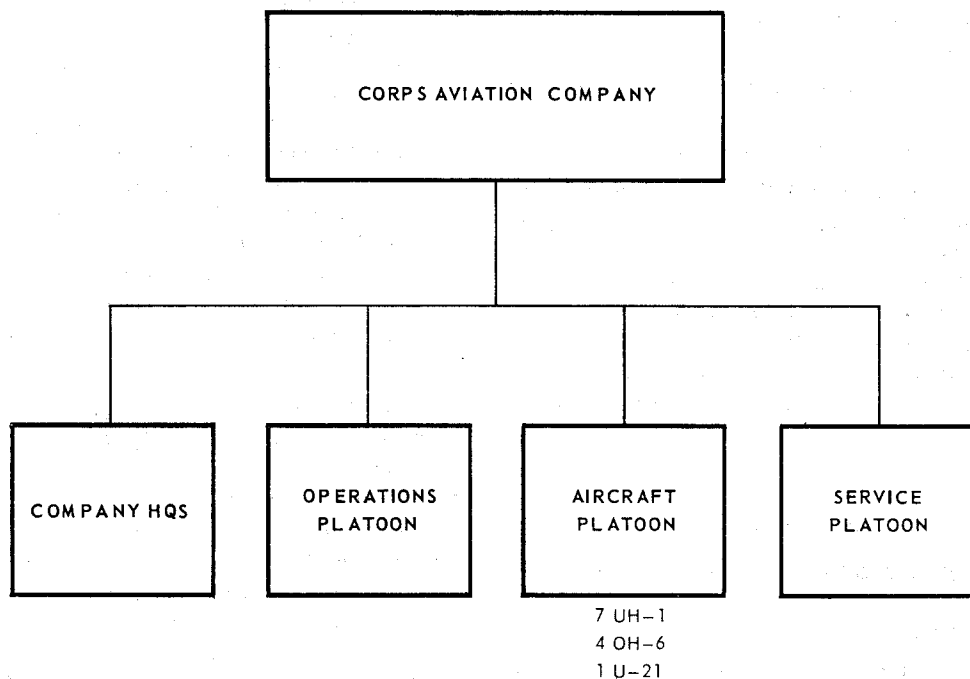 CORPS AVIATION COMPANY
COMPANY HQS
OPERATIONS
PLATOON
AIRCRAFT
PLATOON
SERVICE
PLATOON
7 UH-1
4 OH-6
1 U-21